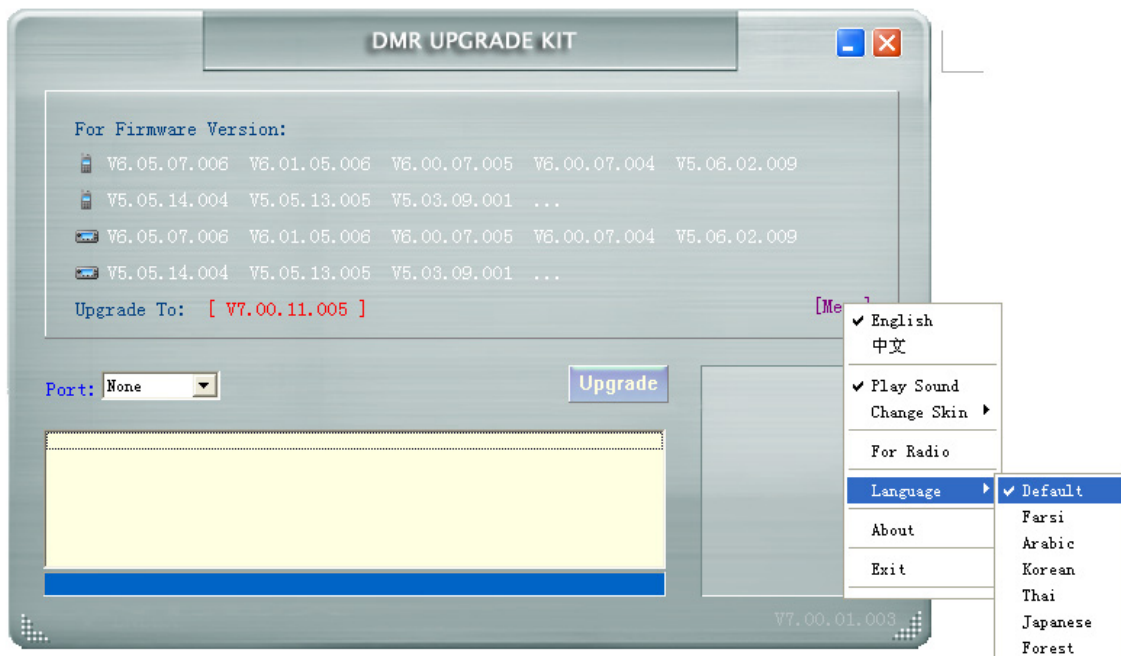 DMR UPGRADE KIT
For Firmware Version:
V6.05.07.006 V6.01.05.006 V6.00.07.005 V6.00.07.004 V5.06.02.009
V5.05.14.004 V5.05.13.005 V5.03.09.001 ...
V6.05.07.006 V6.01.05.006 V6.00.07.005 V6.00.07.004 V5.06.02.009
V5.05.14.004 V5.05.13.005 V5.03.09.001 ...
Upgrade To: [ V7.00.11.005 ]
Port: None
Upgrade
English
中文
Play Sound
Change Skin
For Radio
Language
About
Exit
Default
Farsi
Arabic
Korean
Thai
Japanese
Forest
V7.00.01.003